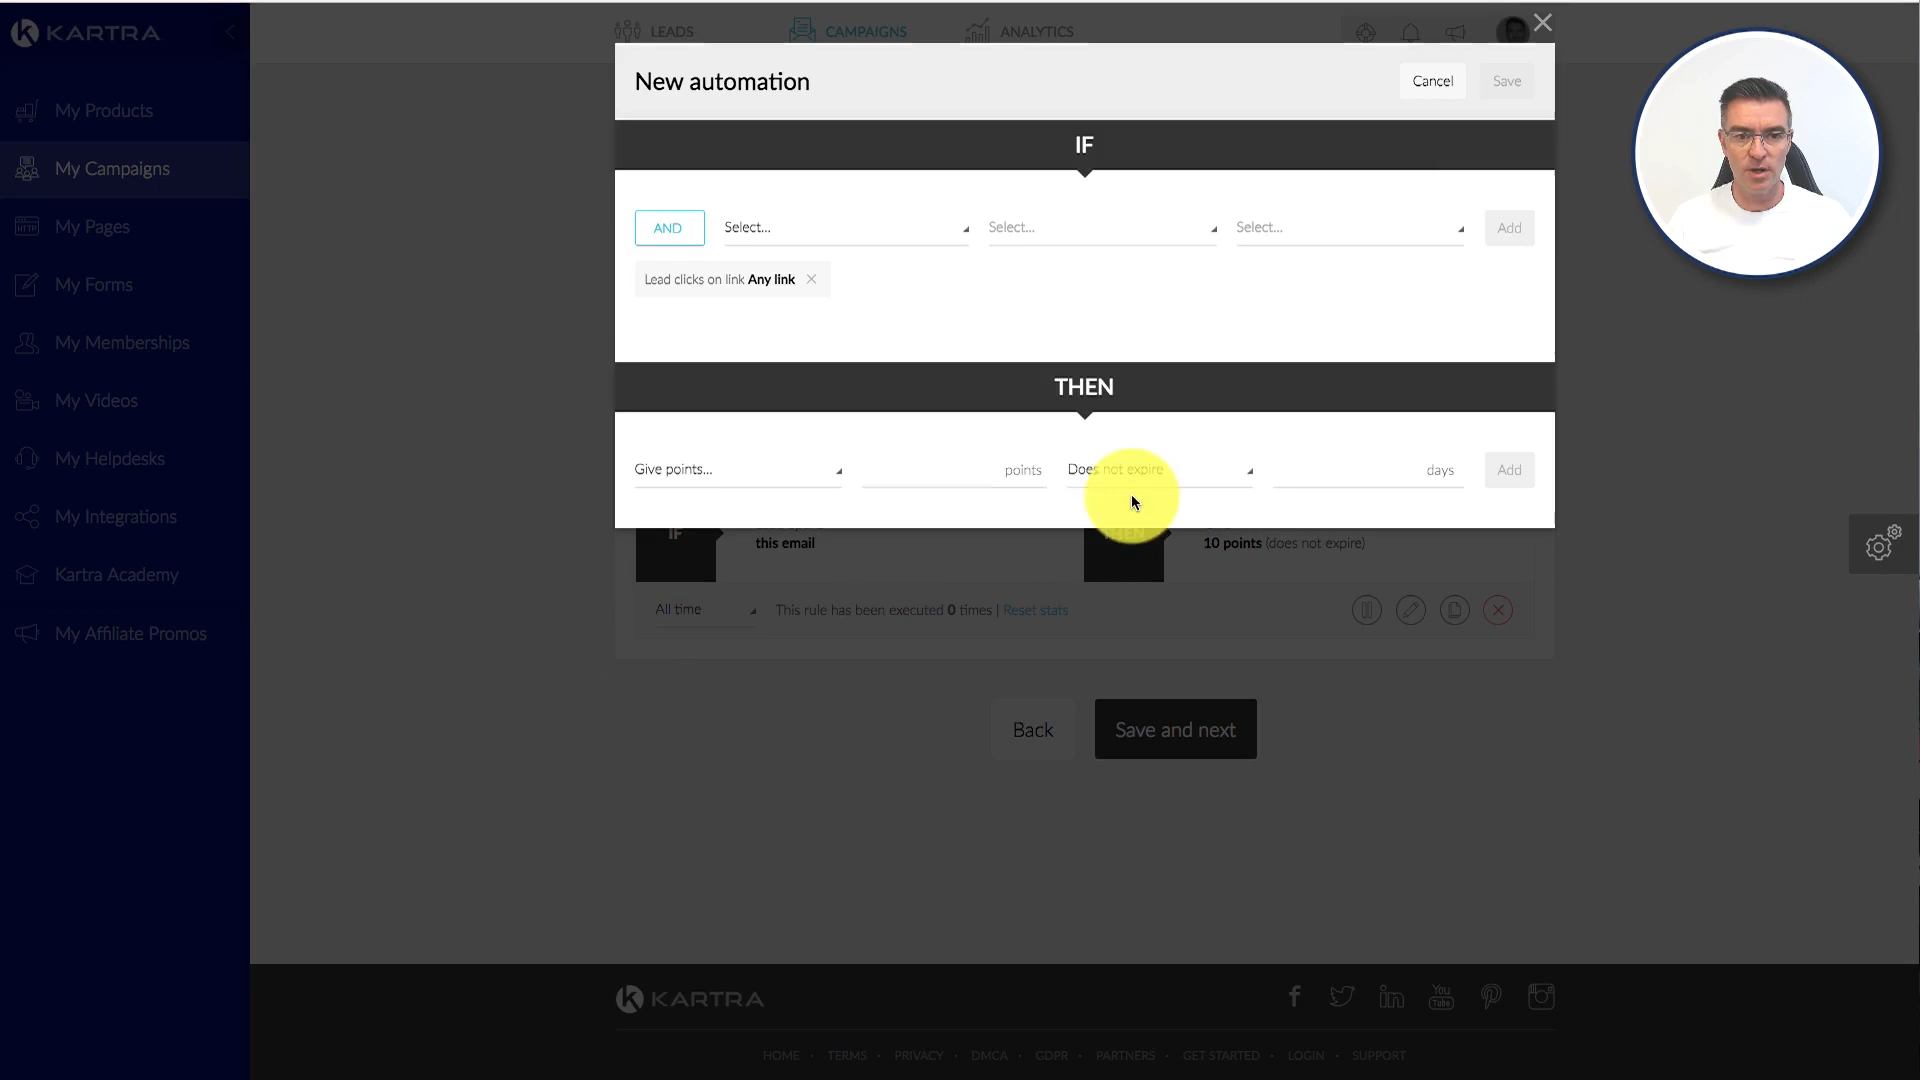 KARTRA
LEADS
CAMPAIGNS
ANALYTICS
My Products
My Campaigns
My Pages
My Forms
My Memberships
My Videos
My Helpdesks
My Integrations
Kartra Academy
My Affiliate Promos
New automation
Cancel
Save
IF
AND
Select...
Select...
Select...
Add
Lead clicks on link Any link
THEN
Give points...
points
Does not expire
days
Add
IF
this email
THEN
10 points (does not expire)
All time
This rule has been executed 0 times | Reset stats
Back
Save and next
KARTRA
You
Tube
HOME · TERMS · PRIVACY · DMCA · GDPR · PARTNERS · GET STARTED · LOGIN · SUPPORT